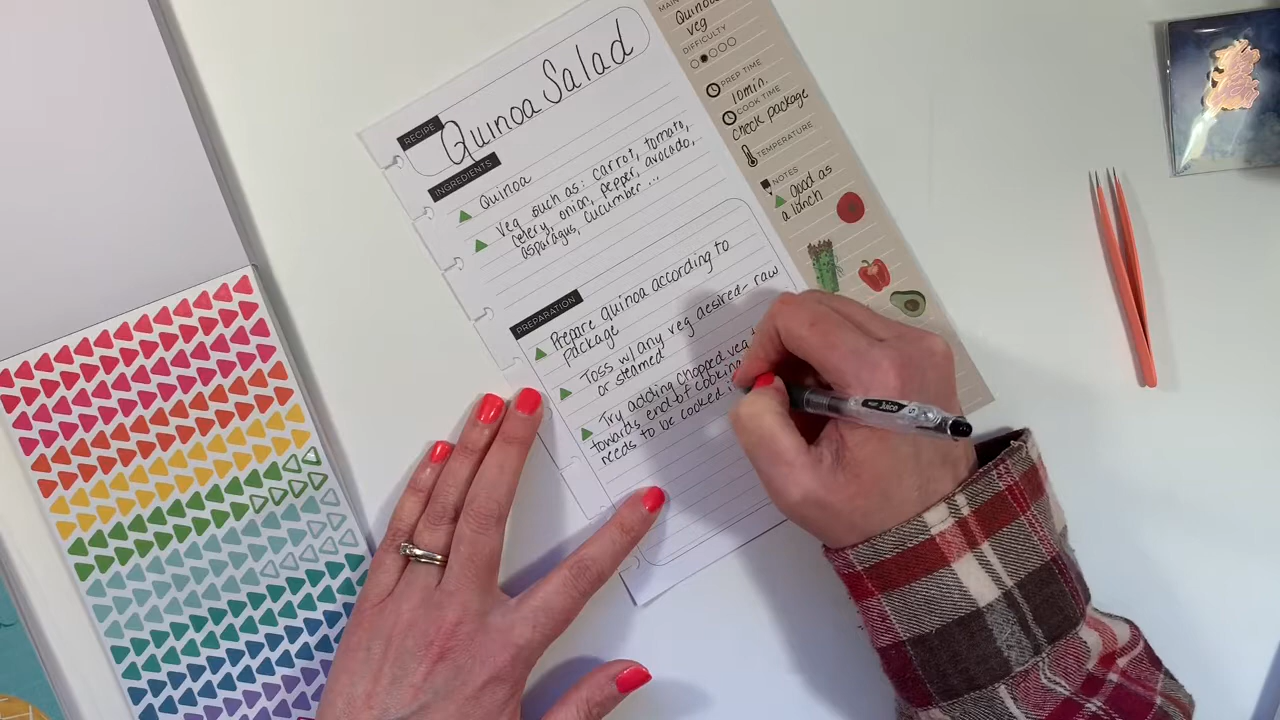 RECIPE
Quinoa Salad
INGREDIENTS
Quinoa
Veg such as: carrot, tomato,
celery, onion, pepper, avocado,
asparagus, cucumber...
PREPARATION
Prepare quinoa according to
package
Toss w/ any veg desired- raw
or steamed
Try adding chopped veg
towards end of cooking
needs to be cooked
MAIN
Quinoa
veg
DIFFICULTY
PREP TIME
10min.
COOK TIME
check package
TEMPERATURE
NOTES
good as
a lunch
Juice